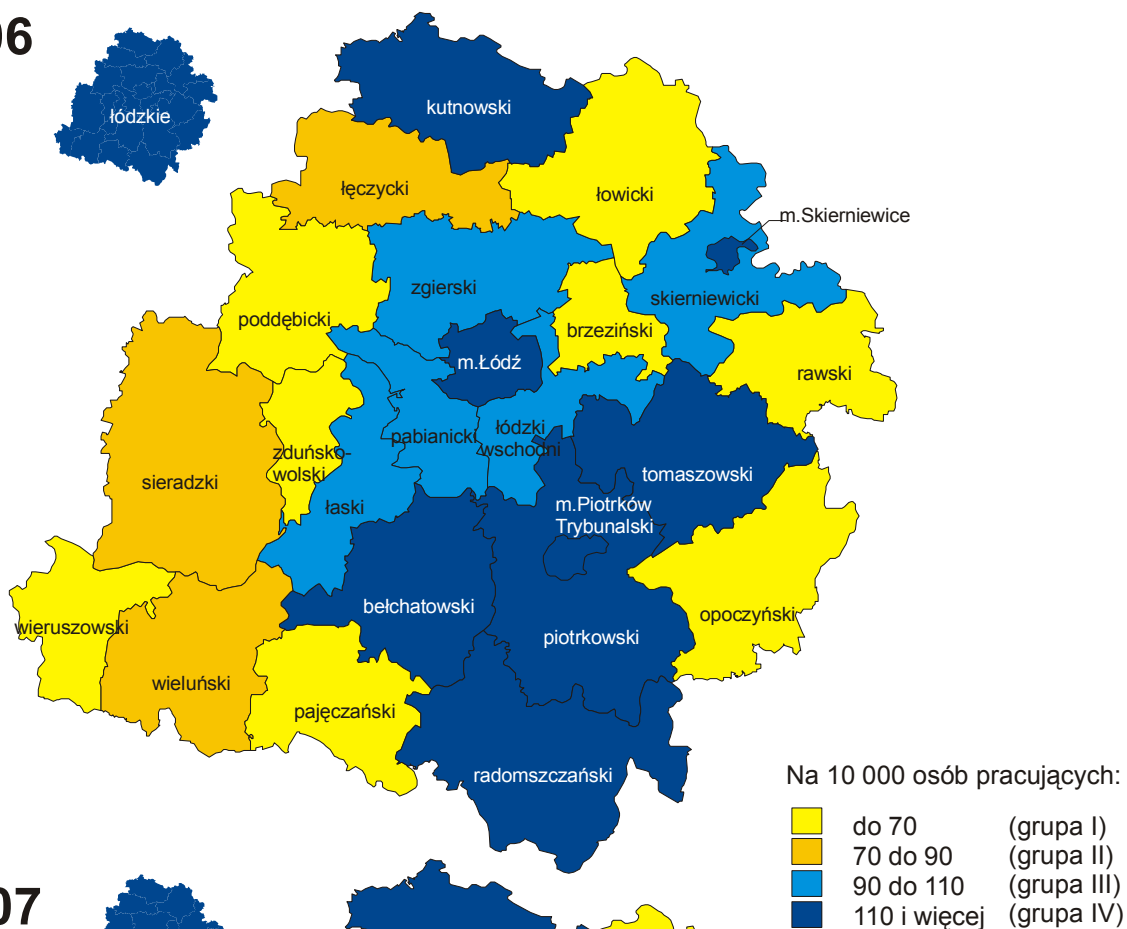 06
łódzkie
kutnowski
łęczycki
łowicki
m.Skierniewice
zgierski
skierniewicki
poddębicki
brzeziński
m.Łódź
rawski
zduńsko-
wolski
pabianicki
łódzki
wschodni
sieradzki
łaski
tomaszowski
m.Piotrków
Trybunalski
bełchatowski
opoczyński
wieruszowski
piotrkowski
wieluński
pajęczański
radomszczański
Na 10 000 osób pracujących:
do 70 (grupa I)
70 do 90 (grupa II)
90 do 110 (grupa III)
110 i więcej (grupa IV)
07